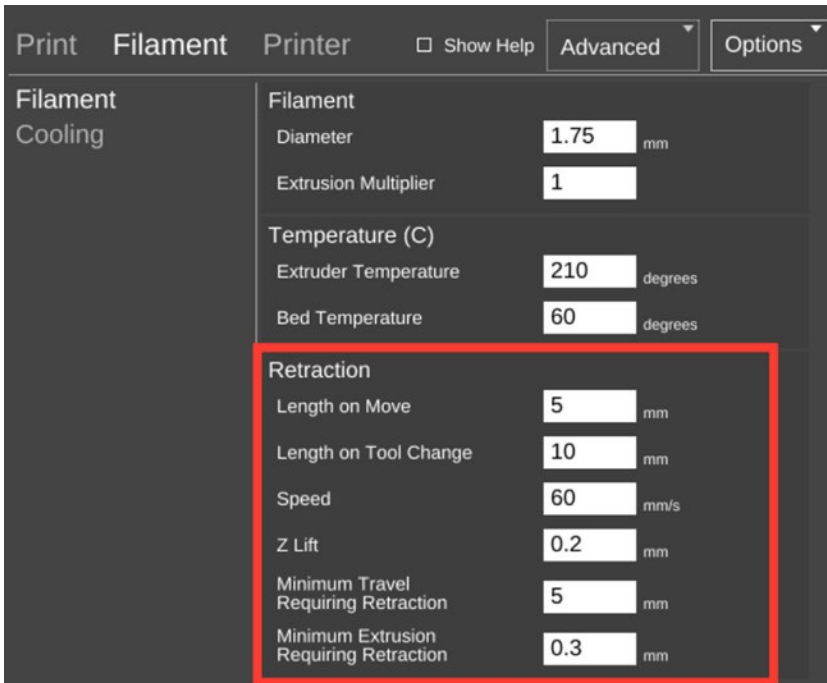 Print Filament Printer Show Help Advanced Options
Filament
Cooling
Filament
Diameter 1.75 mm
Extrusion Multiplier 1
Temperature (C)
Extruder Temperature 210 degrees
Bed Temperature 60 degrees
Retraction
Length on Move 5 mm
Length on Tool Change 10 mm
Speed 60 mm/s
Z Lift 0.2 mm
Minimum Travel
Requiring Retraction 5 mm
Minimum Extrusion
Requiring Retraction 0.3 mm